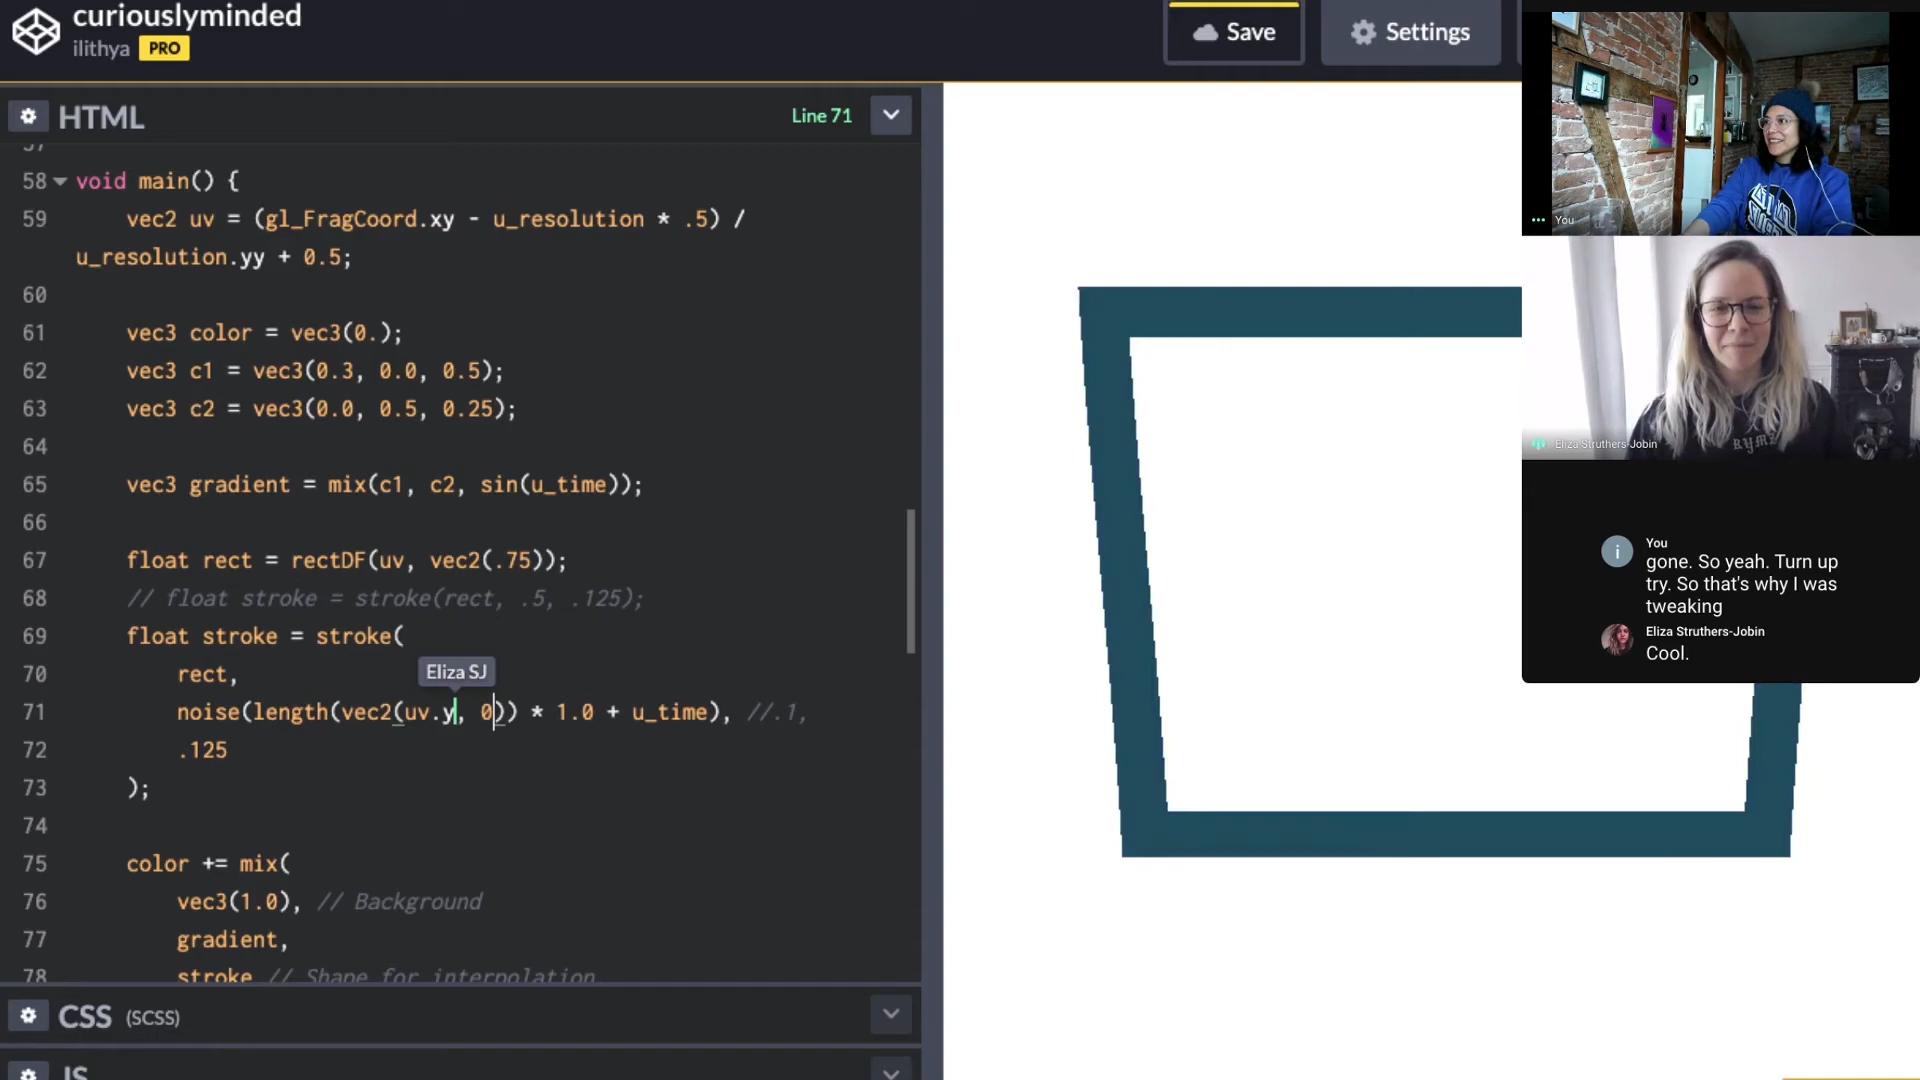 curiouslyminded
ilithya PRO
Save
Settings
HTML
Line 71
58 void main() {
59 vec2 uv = (gl_FragCoord.xy - u_resolution * .5) /
u_resolution.yy + 0.5;
60
61 vec3 color = vec3(0.);
62 vec3 c1 = vec3(0.3, 0.0, 0.5);
63 vec3 c2 = vec3(0.0, 0.5, 0.25);
64
65 vec3 gradient = mix(c1, c2, sin(u_time));
66
67 float rect = rectDF(uv, vec2(.75));
68 // float stroke = stroke(rect, .5, .125);
69 float stroke = stroke(
Eliza SJ
70 rect,
71 noise(length(vec2(uv.y, 0)) * 1.0 + u_time), //.1,
72 .125
73 );
74
75 color += mix(
76 vec3(1.0), // Background
77 gradient,
78 stroke // Shape for interpolation
CSS (SCSS)
JS
You
Eliza Struthers-Jobin
You
gone. So yeah. Turn up
try. So that's why I was
tweaking
Eliza Struthers-Jobin
Cool.